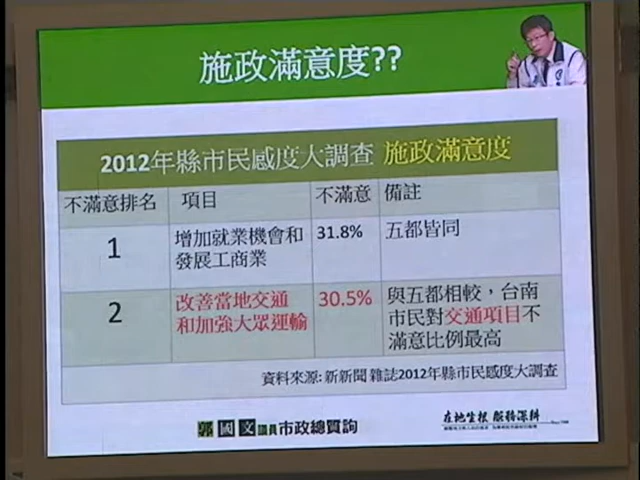 施政滿意度??
2012年縣市民感度大調查 施政滿意度
不滿意排名 項目 不滿意 備註
1 增加就業機會和發展工商業 31.8% 五都皆同
2 改善當地交通和加強大眾運輸 30.5% 與五都相較，台南市民對交通項目不滿意比例最高
資料來源:新新聞雜誌2012年縣市民感度大調查
郭國文議員市政總質詢
在地生根 服務深耕